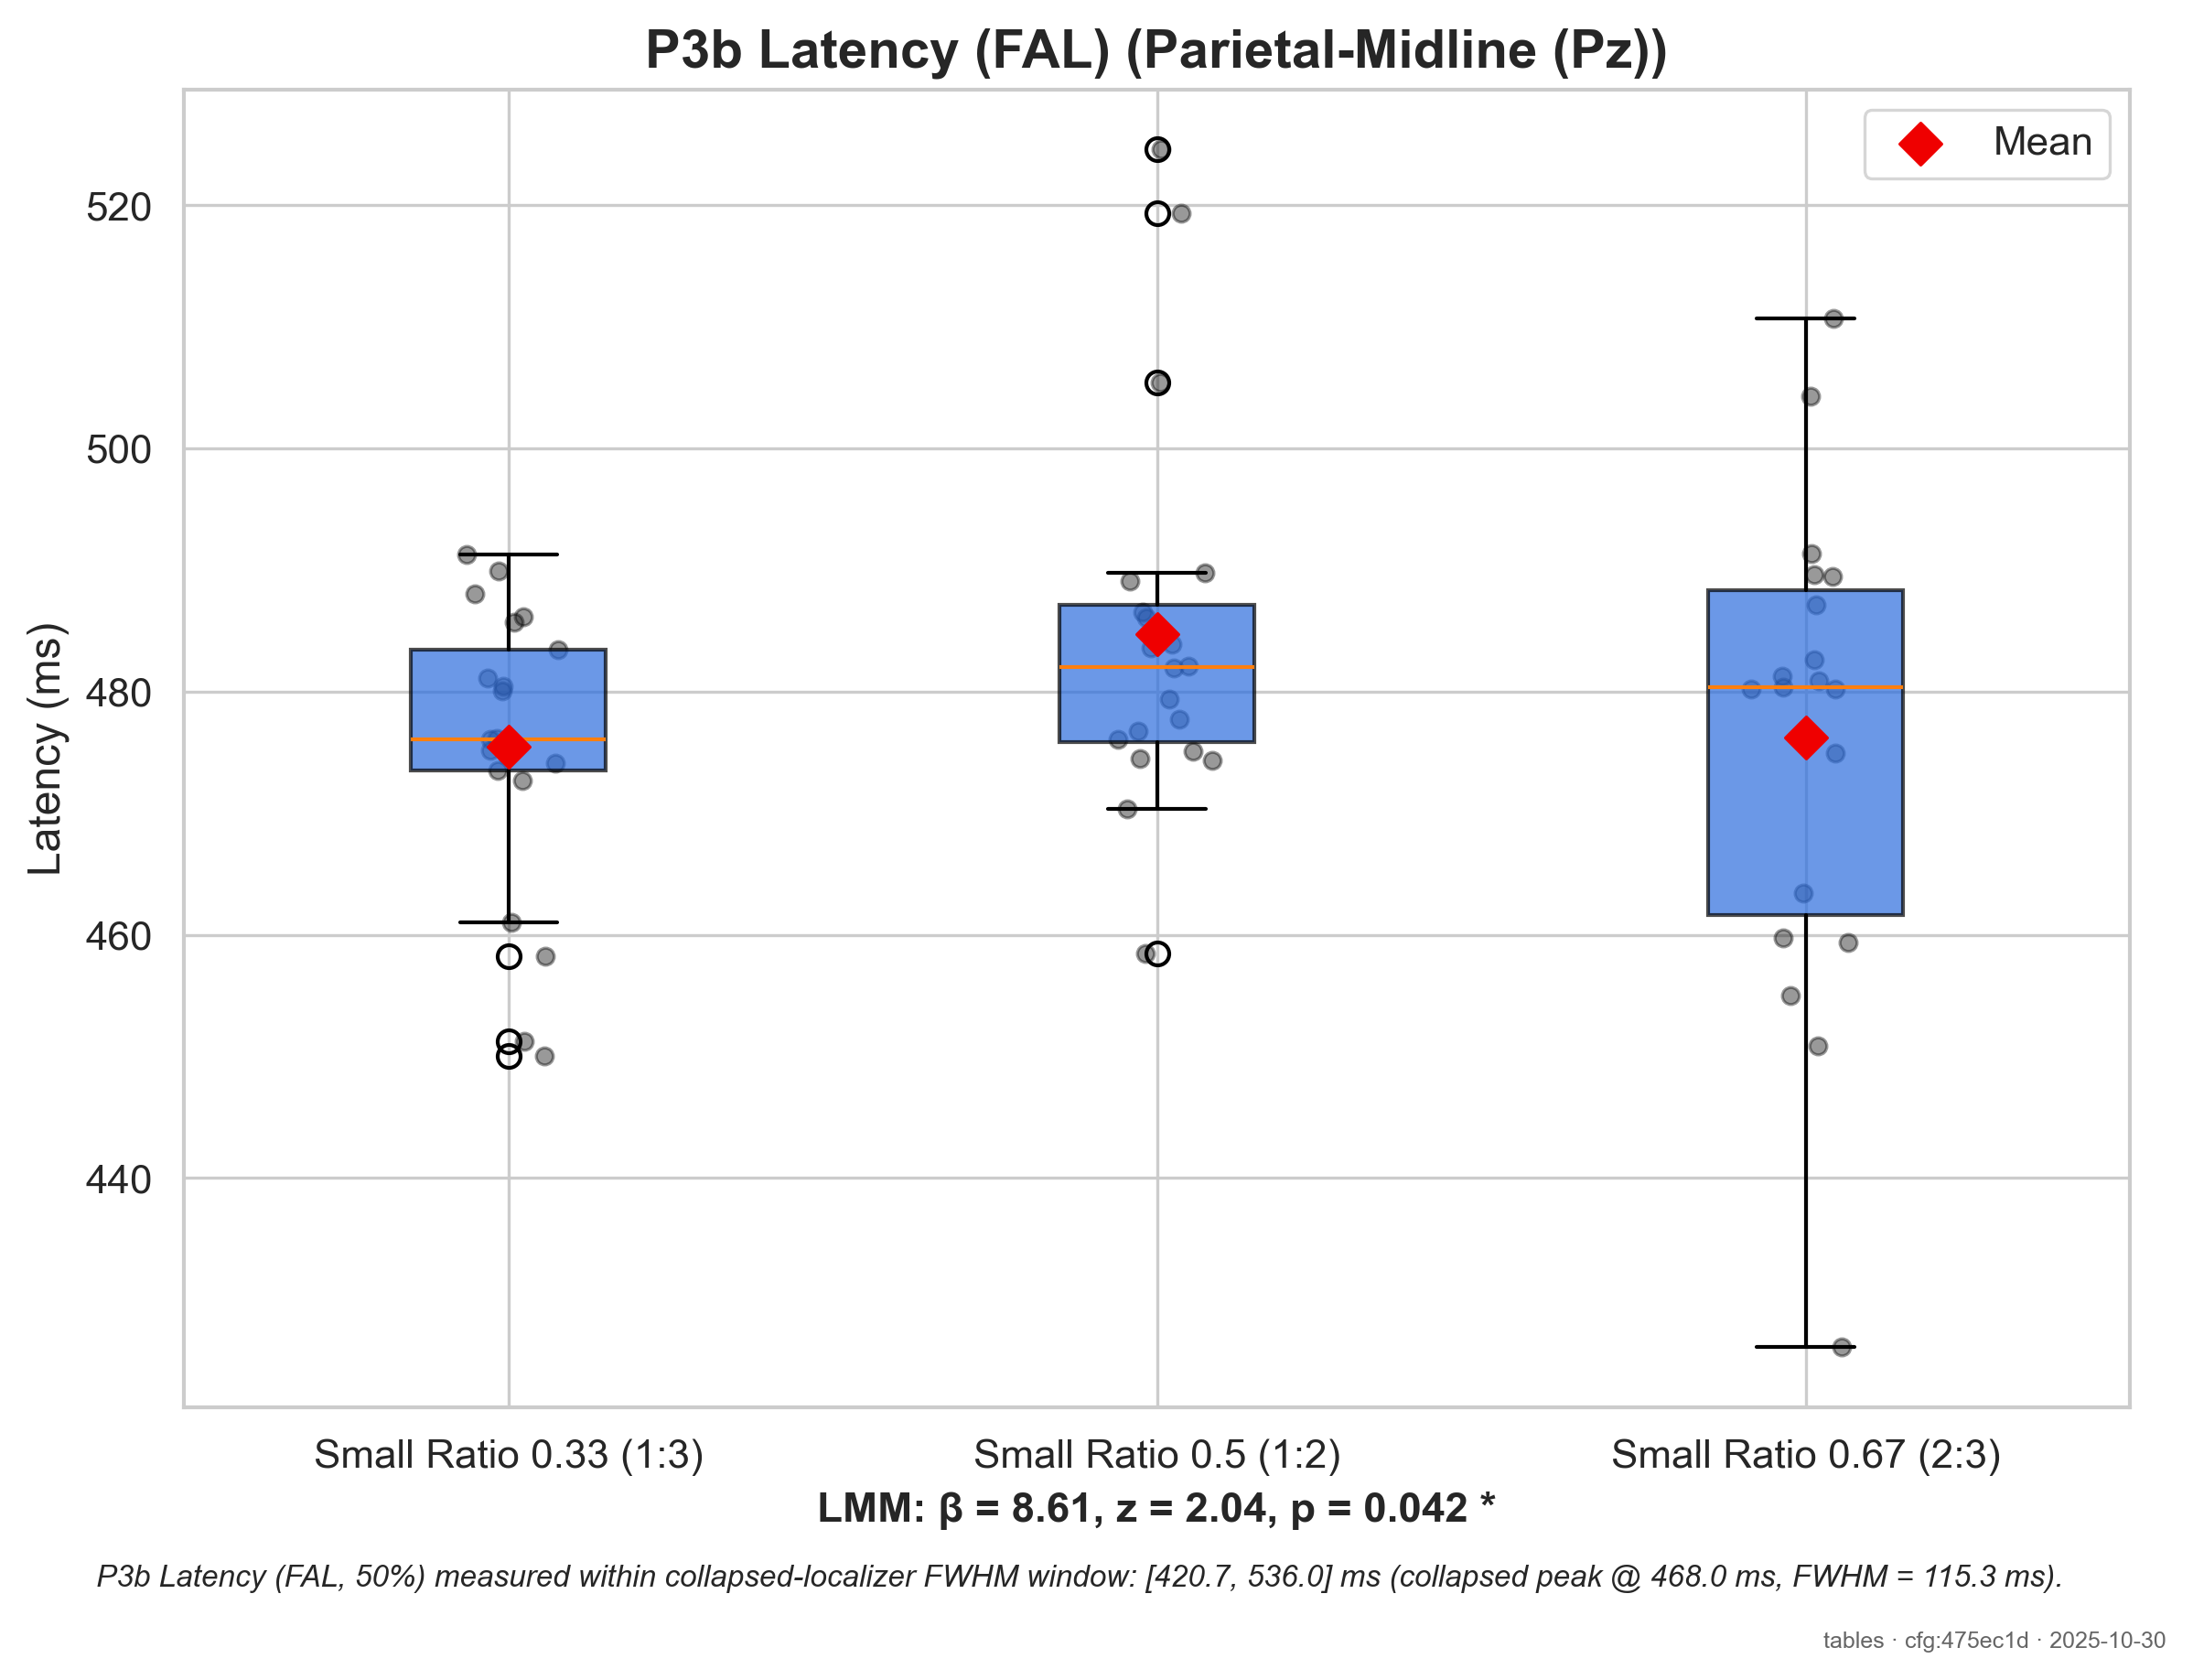 P3b Latency (FAL) (Parietal-Midline (Pz))
Mean
520
500
480
460
440
Latency (ms)
Small Ratio 0.33 (1:3)
Small Ratio 0.5 (1:2)
Small Ratio 0.67 (2:3)
LMM: β = 8.61, z = 2.04, p = 0.042 *
P3b Latency (FAL, 50%) measured within collapsed-localizer FWHM window: [420.7, 536.0] ms (collapsed peak @ 468.0 ms, FWHM = 115.3 ms).
tables · cfg:475ec1d · 2025-10-30